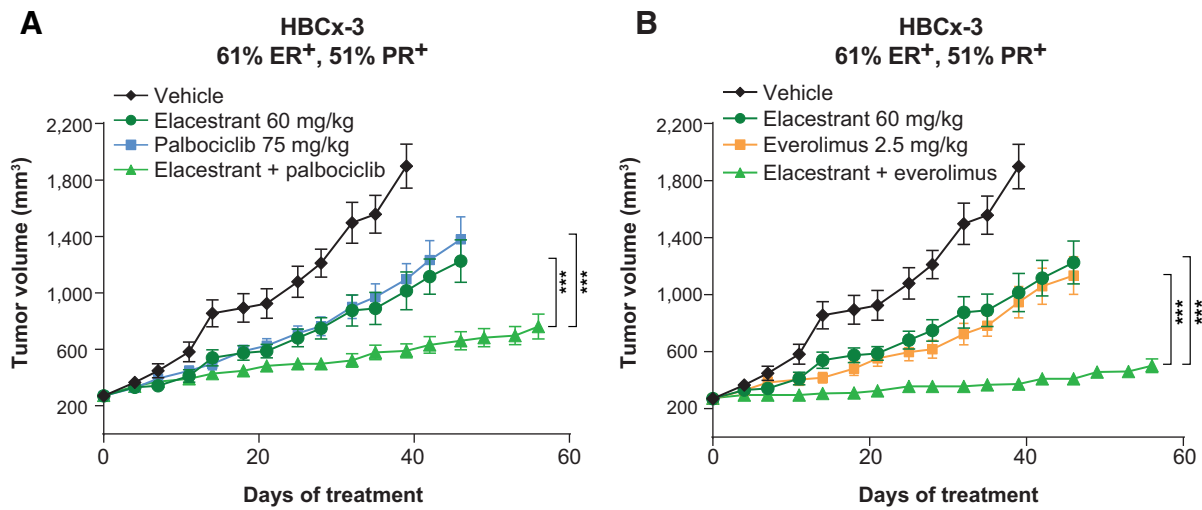 A
HBCx-3
61% ER+, 51% PR+
Vehicle
Elacestrant 60 mg/kg
Palbociclib 75 mg/kg
Elacestrant + palbociclib
Tumor volume (mm³)
2,200
1,800
1,400
1,000
600
200
0
20
40
60
Days of treatment
***
***
B
HBCx-3
61% ER+, 51% PR+
Vehicle
Elacestrant 60 mg/kg
Everolimus 2.5 mg/kg
Elacestrant + everolimus
Tumor volume (mm³)
2,200
1,800
1,400
1,000
600
200
0
20
40
60
Days of treatment
***
***